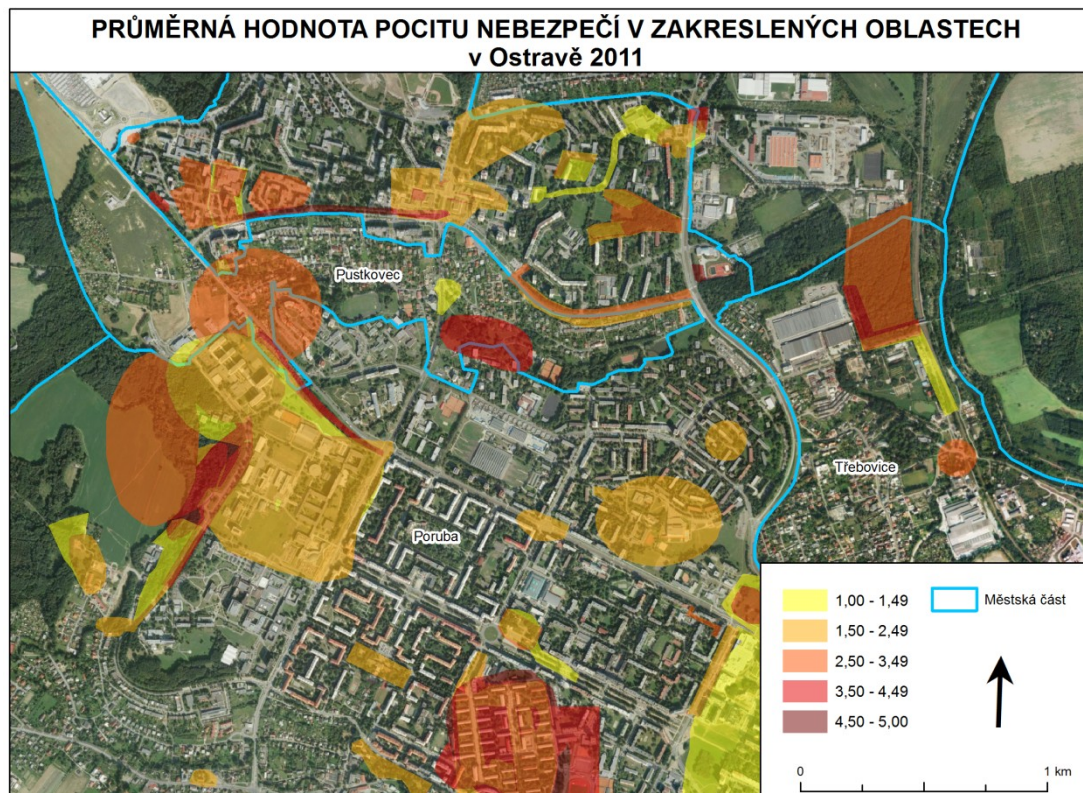 PRŮMĚRNÁ HODNOTA POCITU NEBEZPEČÍ V ZAKRESLENÝCH OBLASTECH
v Ostravě 2011
Pustkovec
Třebovice
Poruba
1,00 - 1,49
1,50 - 2,49
2,50 - 3,49
3,50 - 4,49
4,50 - 5,00
Městská část
0
1 km